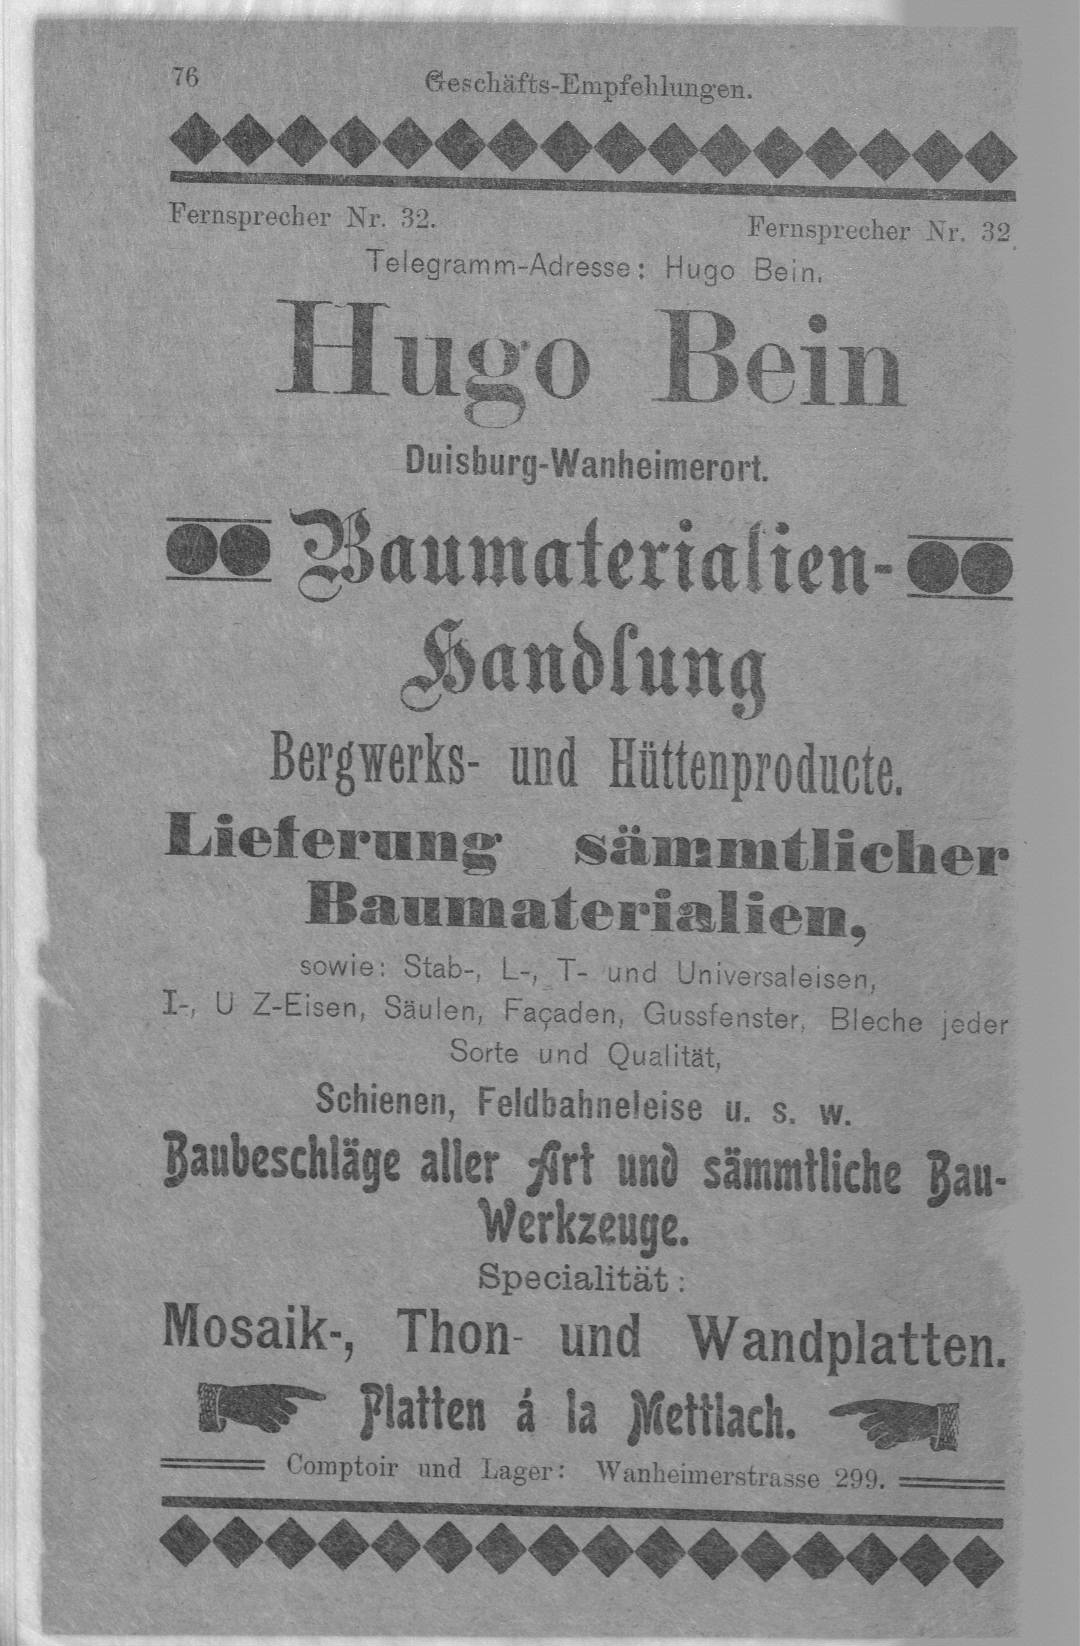 76
Geschäfts-Empfehlungen.
Fernsprecher Nr. 32.
Fernsprecher Nr. 32
Telegramm-Adresse: Hugo Bein.
Hugo Bein
Duisburg-Wanheimerort.
Baumaterialien-
Handlung
Bergwerks- und Hüttenproducte.
Lieferung sämmtlicher
Baumaterialien,
sowie: Stab-, L-, T- und Universaleisen,
I-, U Z-Eisen, Säulen, Façaden, Gussfenster, Bleche jeder
Sorte und Qualität,
Schienen, Feldbahneleise u. s. w.
Baubeschläge aller Art und sämmtliche Bau-
Werkzeuge.
Specialität:
Mosaik-, Thon- und Wandplatten.
Platten á la Mettlach.
Comptoir und Lager: Wanheimerstrasse 299.